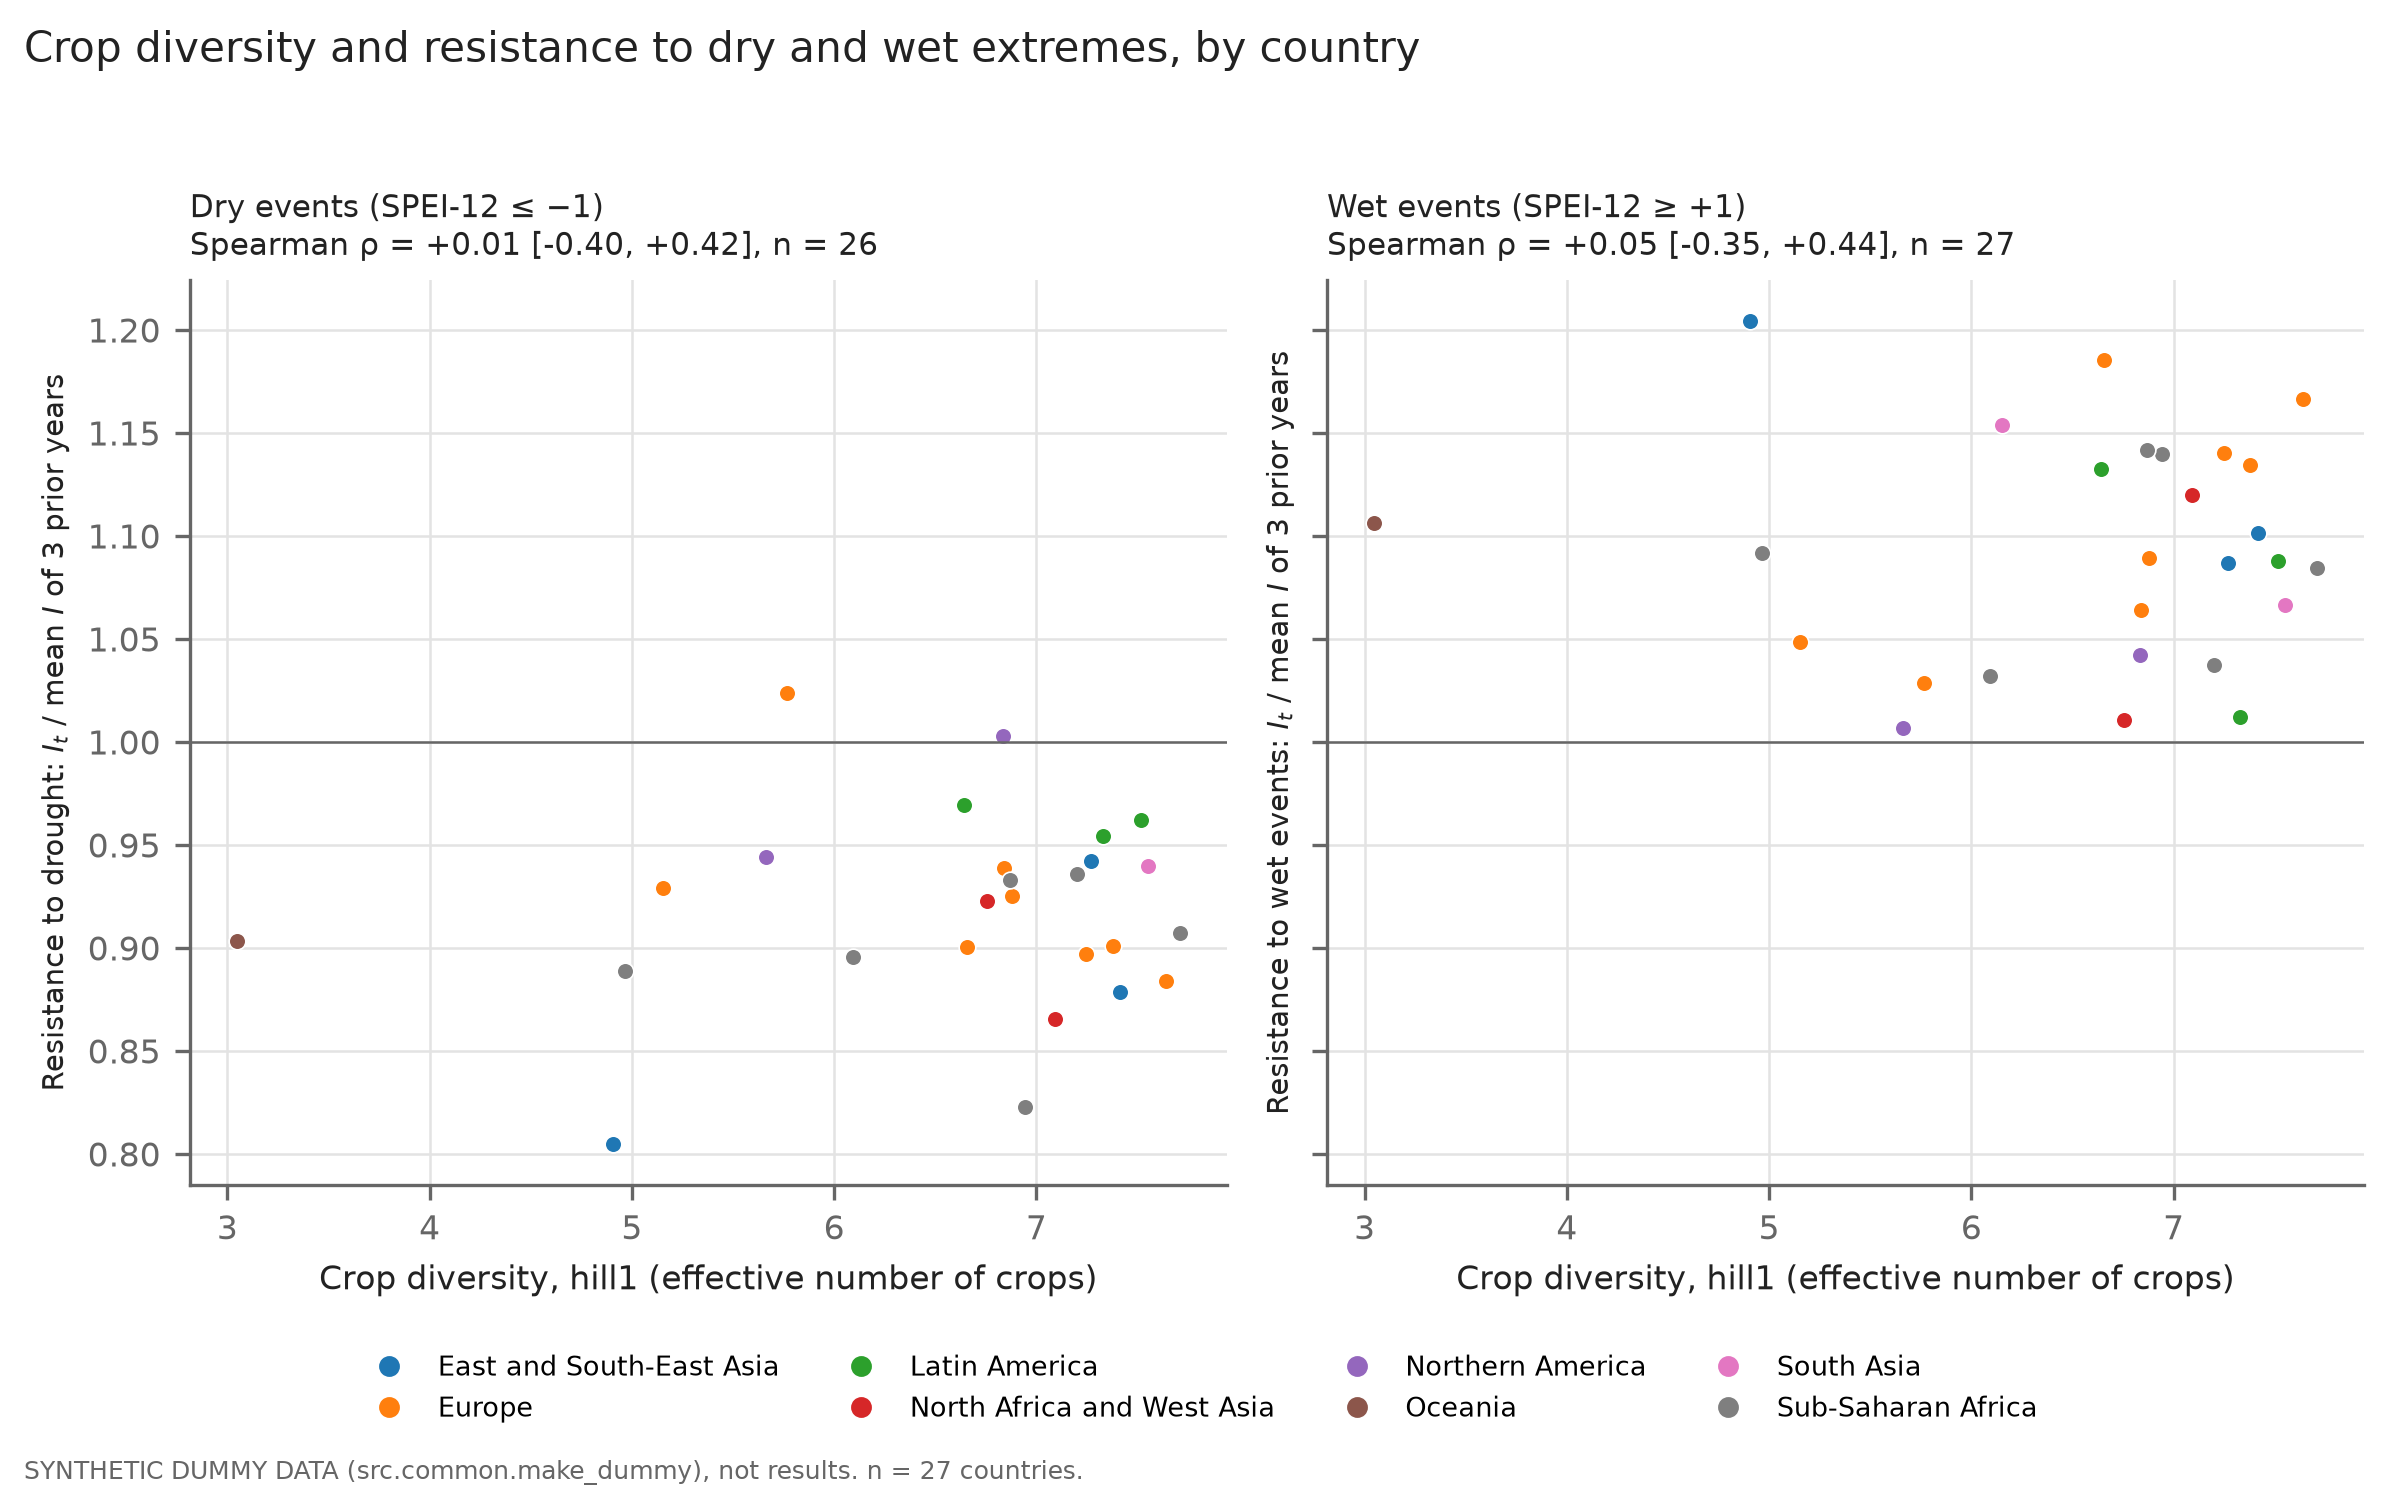 Crop diversity and resistance to dry and wet extremes, by country
Dry events (SPEI-12 ≤ −1)
Spearman ρ = +0.01 [-0.40, +0.42], n = 26
Resistance to drought: It / mean I of 3 prior years
1.20
1.15
1.10
1.05
1.00
0.95
0.90
0.85
0.80
3 4 5 6 7
Crop diversity, hill1 (effective number of crops)
Wet events (SPEI-12 ≥ +1)
Spearman ρ = +0.05 [-0.35, +0.44], n = 27
Resistance to wet events: It / mean I of 3 prior years
3 4 5 6 7
Crop diversity, hill1 (effective number of crops)
East and South-East Asia
Europe
Latin America
North Africa and West Asia
Northern America
Oceania
South Asia
Sub-Saharan Africa
SYNTHETIC DUMMY DATA (src.common.make_dummy), not results. n = 27 countries.